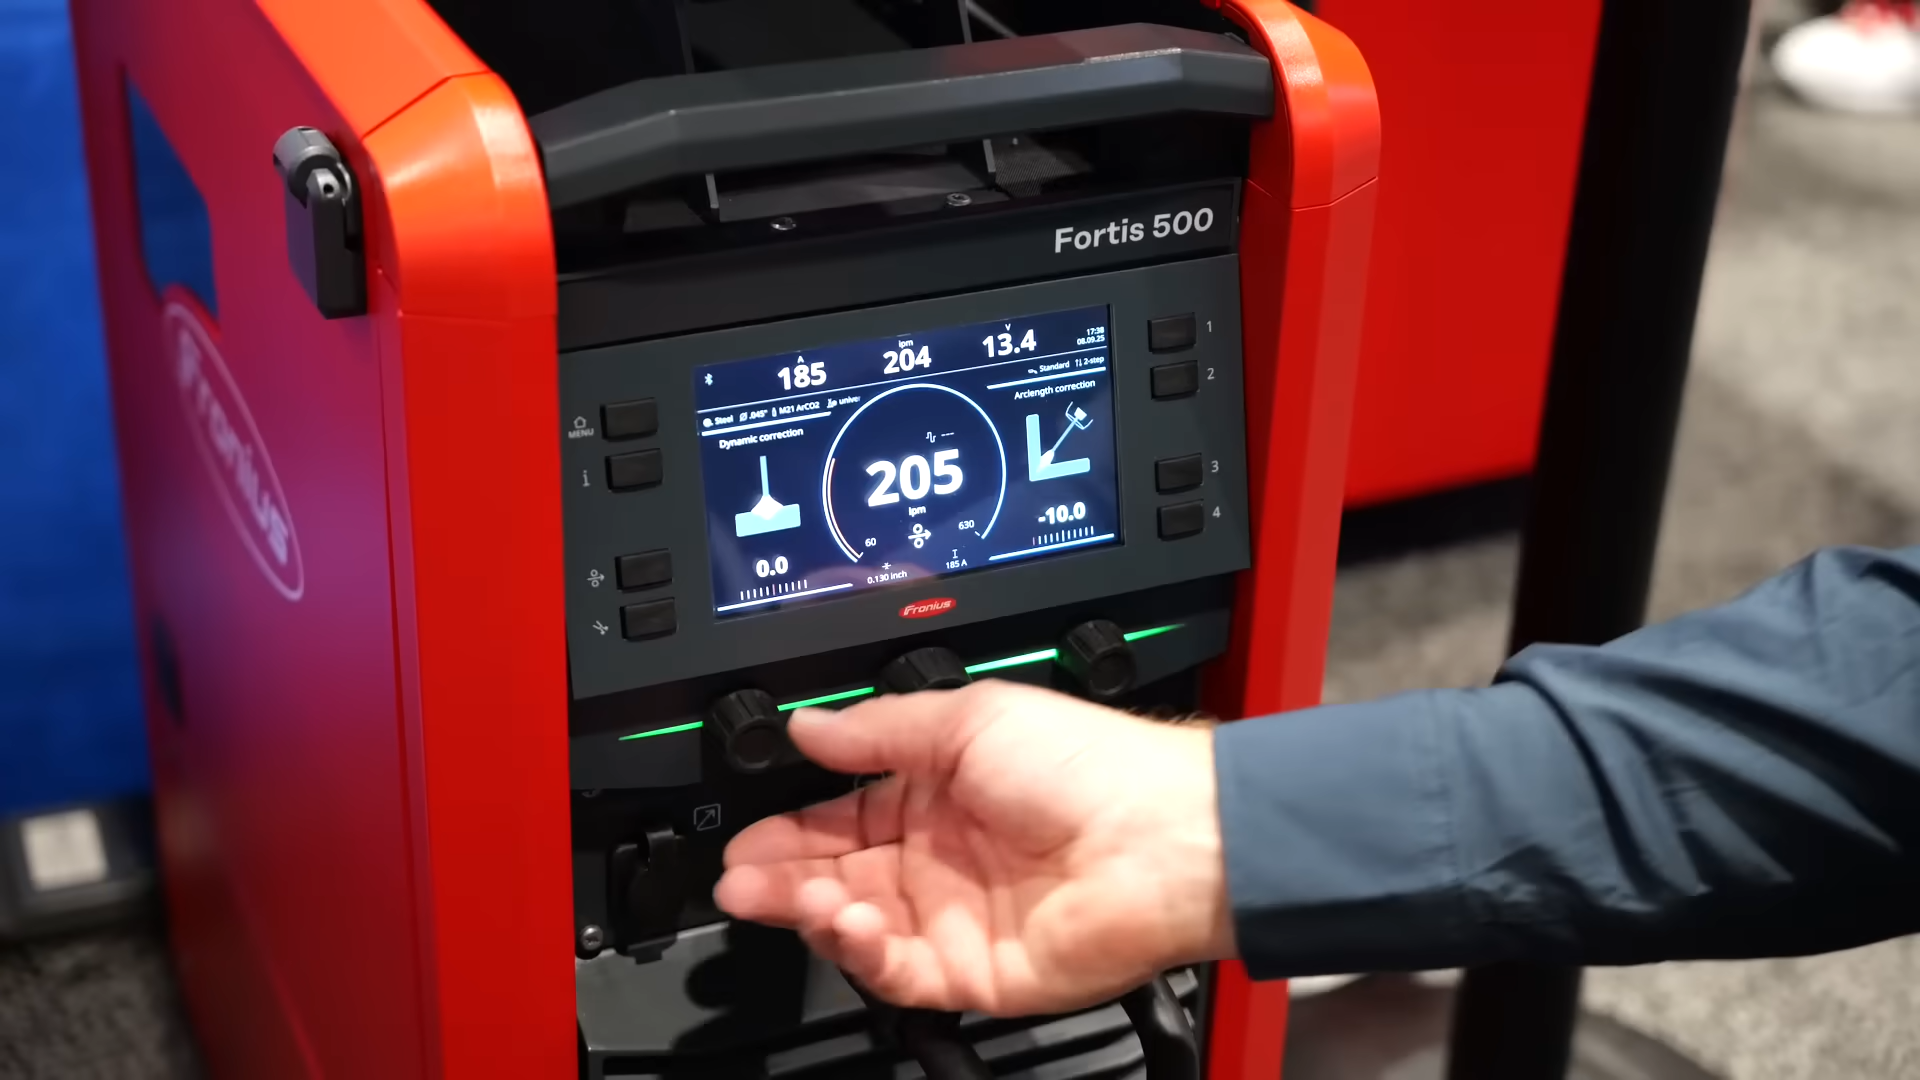 Fortis 500
A
185
ipm
204
V
13.4
17:38
08.09.25
Steel Ø .045" M21 ArCO2 univer
Standard 2-step
Dynamic correction
Arclength correction
205
ipm
60
630
0.0
-10.0
0.130 inch
185 A
Fronius
MENU
i
1
2
3
4
Fronius